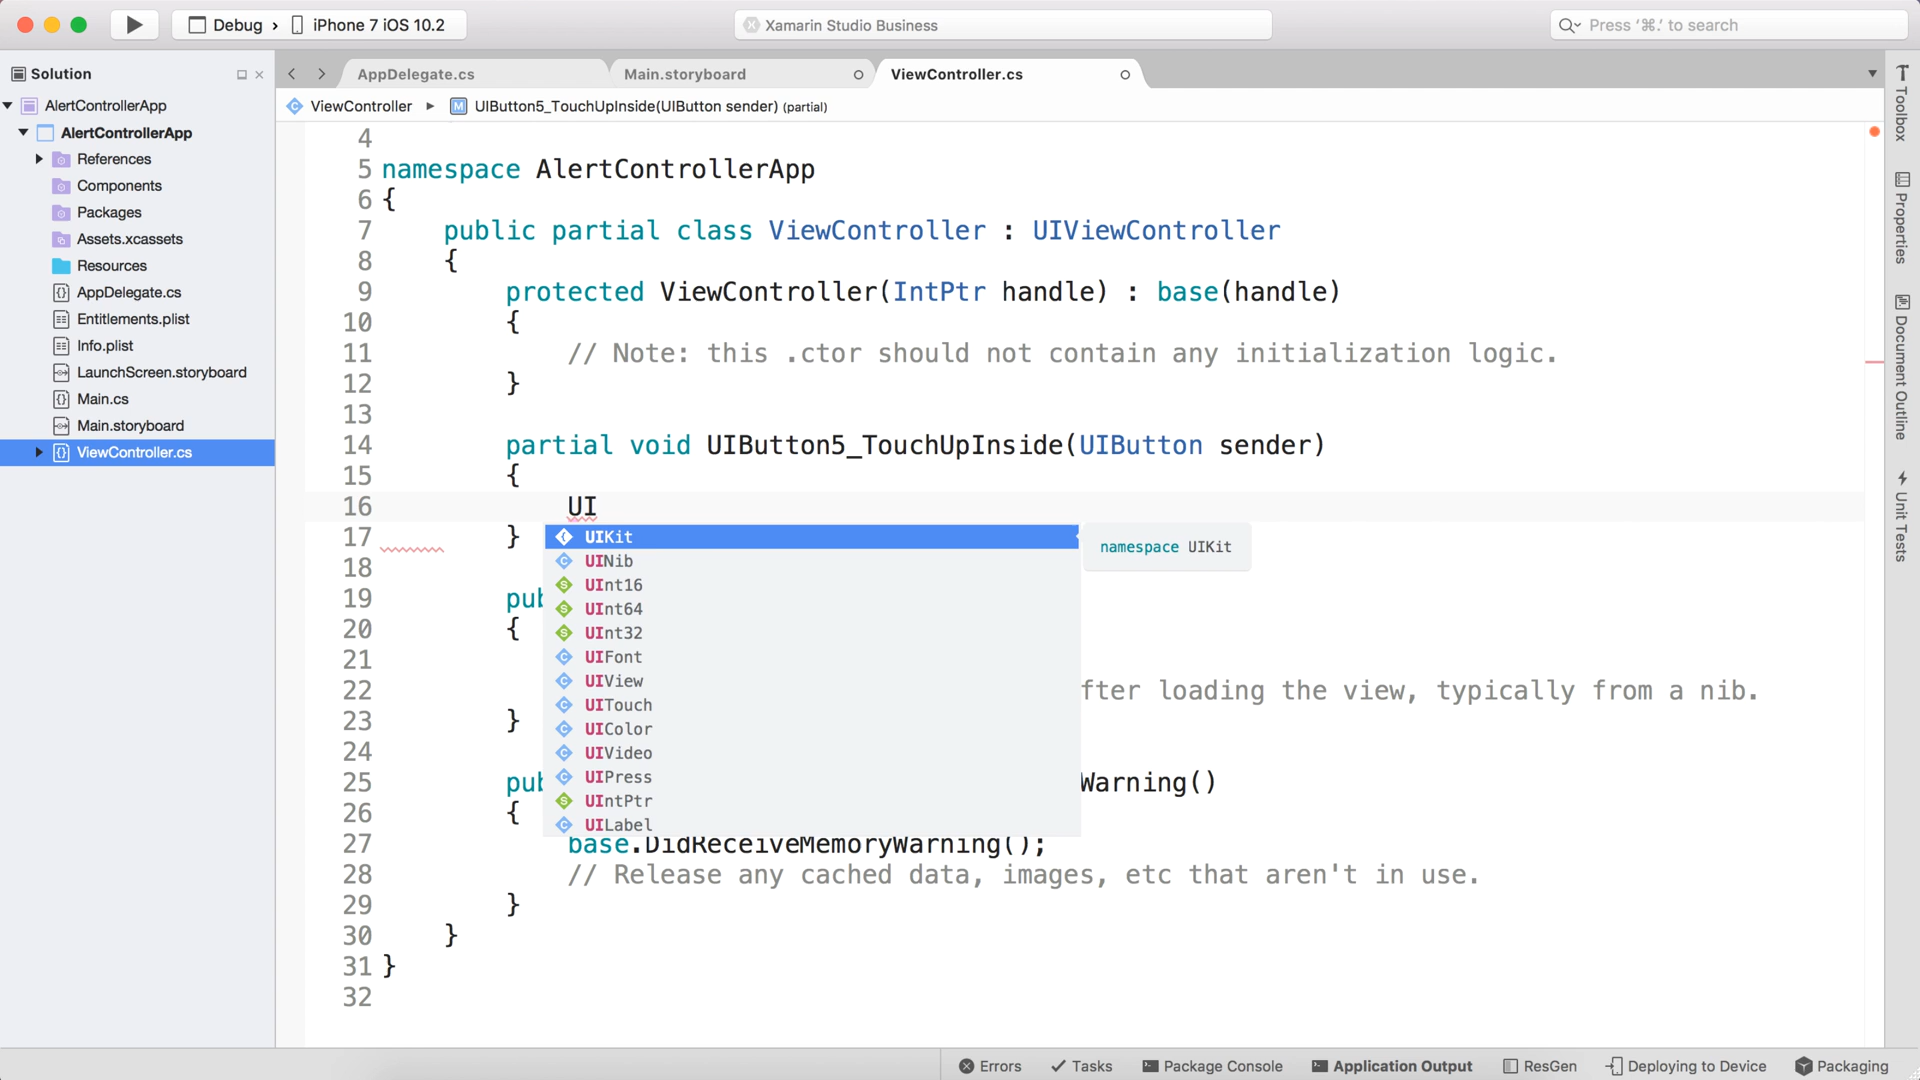 Debug › iPhone 7 iOS 10.2
Xamarin Studio Business
Press ‘⌘.’ to search
Solution
AlertControllerApp
AlertControllerApp
References
Components
Packages
Assets.xcassets
Resources
AppDelegate.cs
Entitlements.plist
Info.plist
LaunchScreen.storyboard
Main.cs
Main.storyboard
ViewController.cs
AppDelegate.cs
Main.storyboard
ViewController.cs
ViewController ▸ M UIButton5_TouchUpInside(UIButton sender) (partial)
4
5 namespace AlertControllerApp
6 {
7 public partial class ViewController : UIViewController
8 {
9 protected ViewController(IntPtr handle) : base(handle)
10 {
11 // Note: this .ctor should not contain any initialization logic.
12 }
13
14 partial void UIButton5_TouchUpInside(UIButton sender)
15 {
16 UI
17 }
18
19 pub
20 {
21
22 fter loading the view, typically from a nib.
23 }
24
25 pub Warning()
26 {
27 base.DidReceiveMemoryWarning();
28 // Release any cached data, images, etc that aren't in use.
29 }
30 }
31 }
32
UIKit
UINib
UInt16
UInt64
UInt32
UIFont
UIView
UITouch
UIColor
UIVideo
UIPress
UIntPtr
UILabel
namespace UIKit
Toolbox
Properties
Document Outline
Unit Tests
Errors
Tasks
Package Console
Application Output
ResGen
Deploying to Device
Packaging